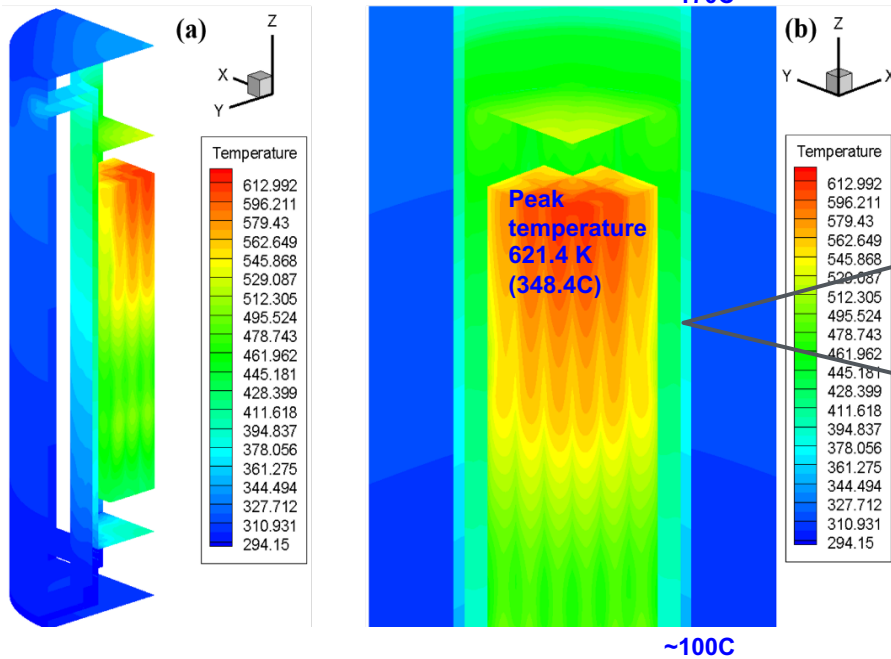 (a)
Z
X
Y
Temperature
612.992
596.211
579.43
562.649
545.868
529.087
512.305
495.524
478.743
461.962
445.181
428.399
411.618
394.837
378.056
361.275
344.494
327.712
310.931
294.15
(b)
Z
Y
X
Peak
temperature
621.4 K
(348.4C)
Temperature
612.992
596.211
579.43
562.649
545.868
529.087
512.305
495.524
478.743
461.962
445.181
428.399
411.618
394.837
378.056
361.275
344.494
327.712
310.931
294.15
~100C